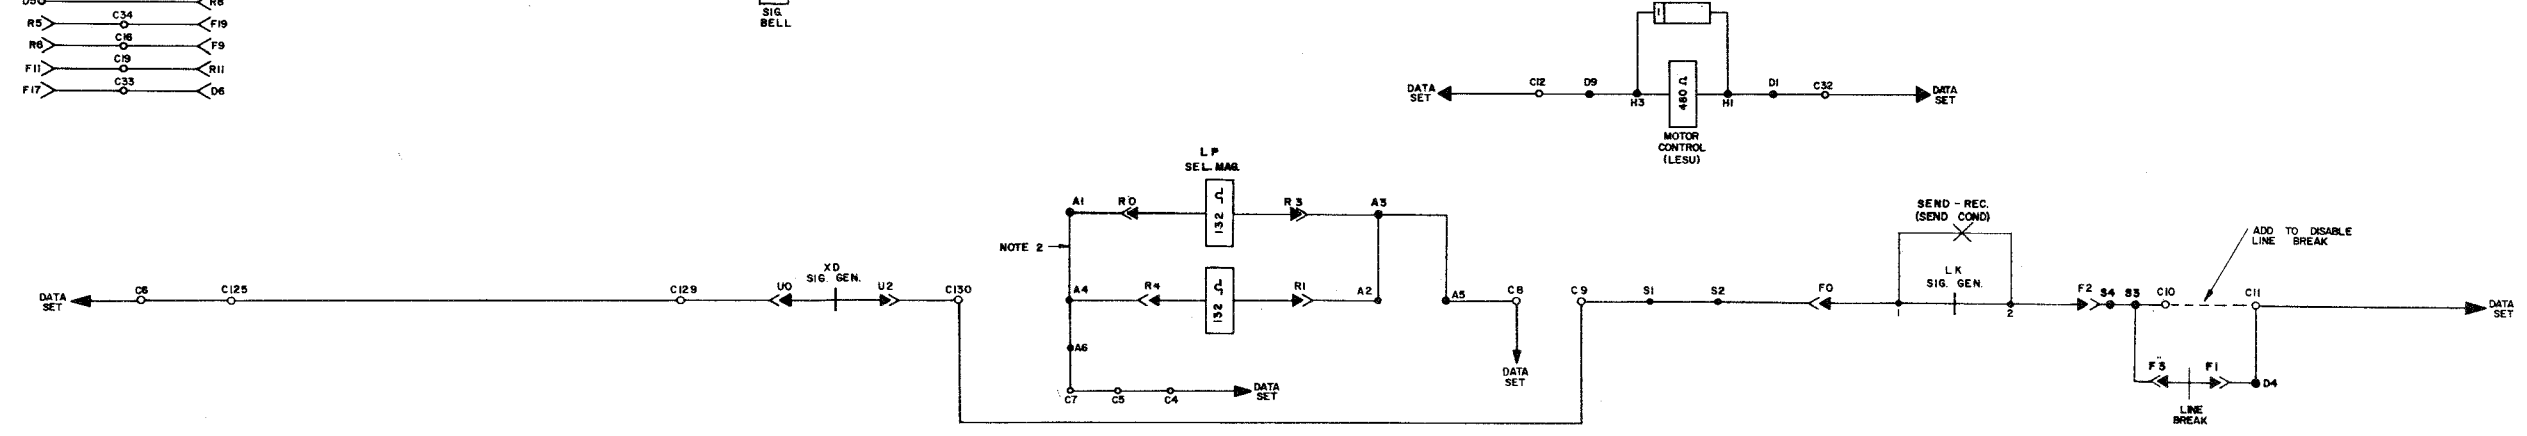 D5 R8
R5 C34 F19
R6 C16 F9
F11 C19 R11
F17 C33 D6
SIG.
BELL
DATA
SET
C12 D9 H3 480 Ω H1 D1 C32
DATA
SET
MOTOR
CONTROL
(LESU)
LP
SEL. MAG.
A1 R0 132 Ω R3 A3
NOTE 2
DATA
SET
C6 C125 C129 U0
XD
SIG. GEN.
U2 C130
A4 R4 132 Ω R1 A2
A5 C8
DATA
SET
A6
C7 C5 C4
DATA
SET
C9 S1 S2 F0
SEND - REC.
(SEND COND)
LK
SIG. GEN.
1 2
F2 S4 S3 C10 C11
ADD TO DISABLE
LINE BREAK
DATA
SET
F3 F1 D4
LINE
BREAK